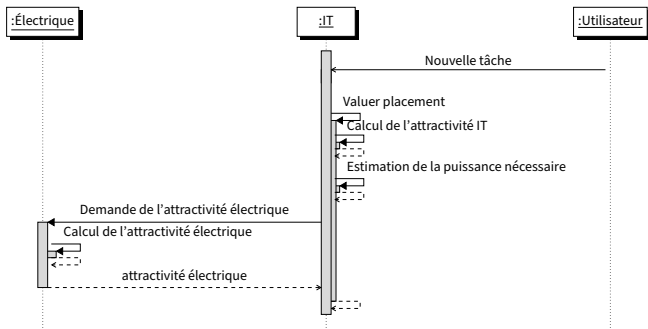 :Électrique
:IT
:Utilisateur
Nouvelle tâche
Valuer placement
Calcul de l'attractivité IT
Estimation de la puissance nécessaire
Demande de l'attractivité électrique
Calcul de l'attractivité électrique
attractivité électrique